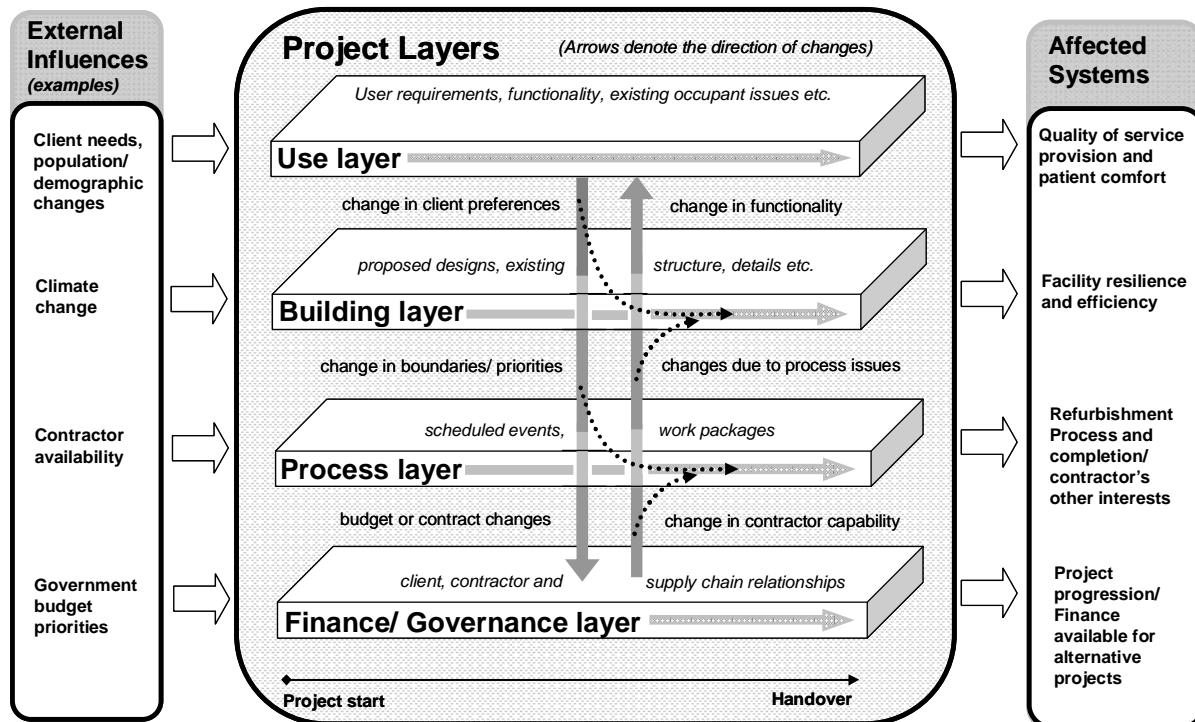 External
Influences
(examples)
Client needs,
population/
demographic
changes
Climate
change
Contractor
availability
Government
budget
priorities
Project Layers
(Arrows denote the direction of changes)
User requirements, functionality, existing occupant issues etc.
Use layer
change in client preferences
change in functionality
proposed designs, existing
structure, details etc.
Building layer
change in boundaries/ priorities
changes due to process issues
scheduled events,
work packages
Process layer
budget or contract changes
change in contractor capability
client, contractor and
supply chain relationships
Finance/ Governance layer
Project start
Handover
Affected
Systems
Quality of service
provision and
patient comfort
Facility resilience
and efficiency
Refurbishment
Process and
completion/
contractor's
other interests
Project
progression/
Finance
available for
alternative
projects